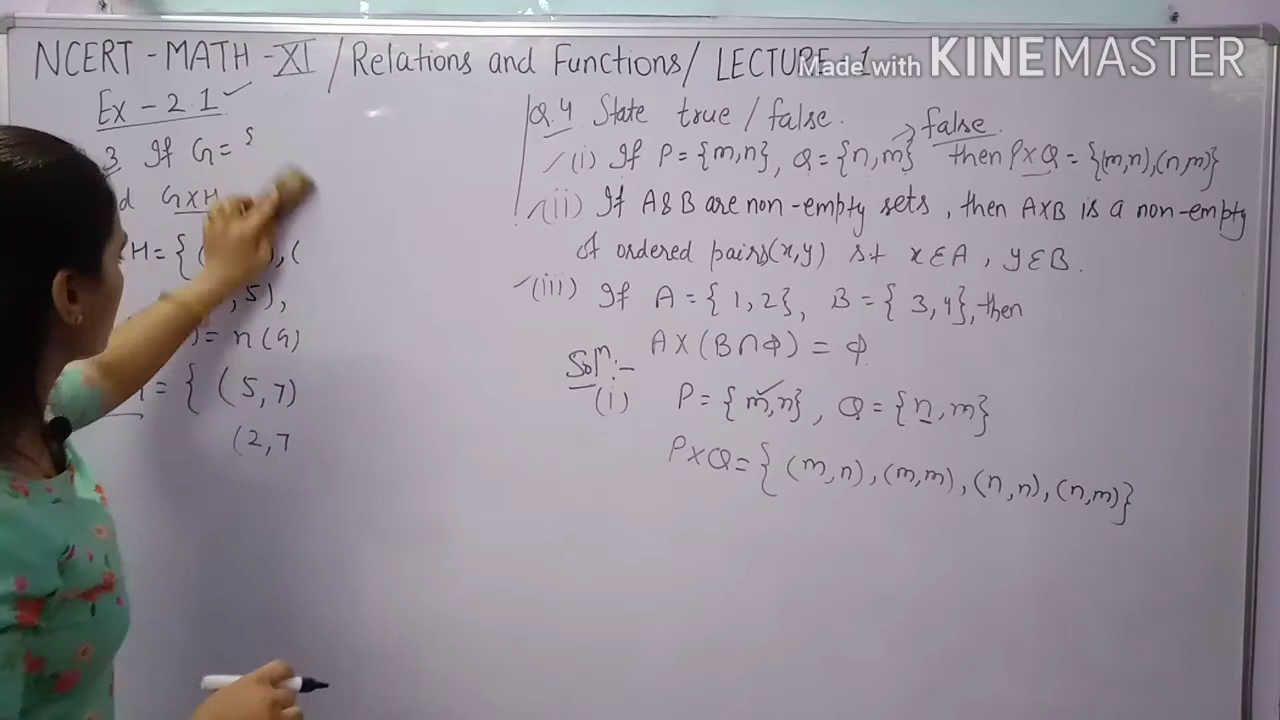 NCERT - MATH - XI / Relations and Functions / LECTURE - 1
Made with KINEMASTER
Ex - 2.1
3 If G =
G×H
H = { ( ), (
,5),
) = n(G)
= { (5,7)
(2,7
Q.4 State true / false.
false.
(i) If P = {m,n}, Q = {n,m} then P×Q = {(m,n),(n,m)}
(ii) If A & B are non-empty sets, then A×B is a non-empty
of ordered pairs(x,y) s.t x∈A, y∈B.
(iii) If A = {1,2}, B = {3,4}, then
A×(B∩Φ) = Φ
Solⁿ:-
(i) P = {m,n}, Q = {n,m}
P×Q = {(m,n), (m,m), (n,n), (n,m)}